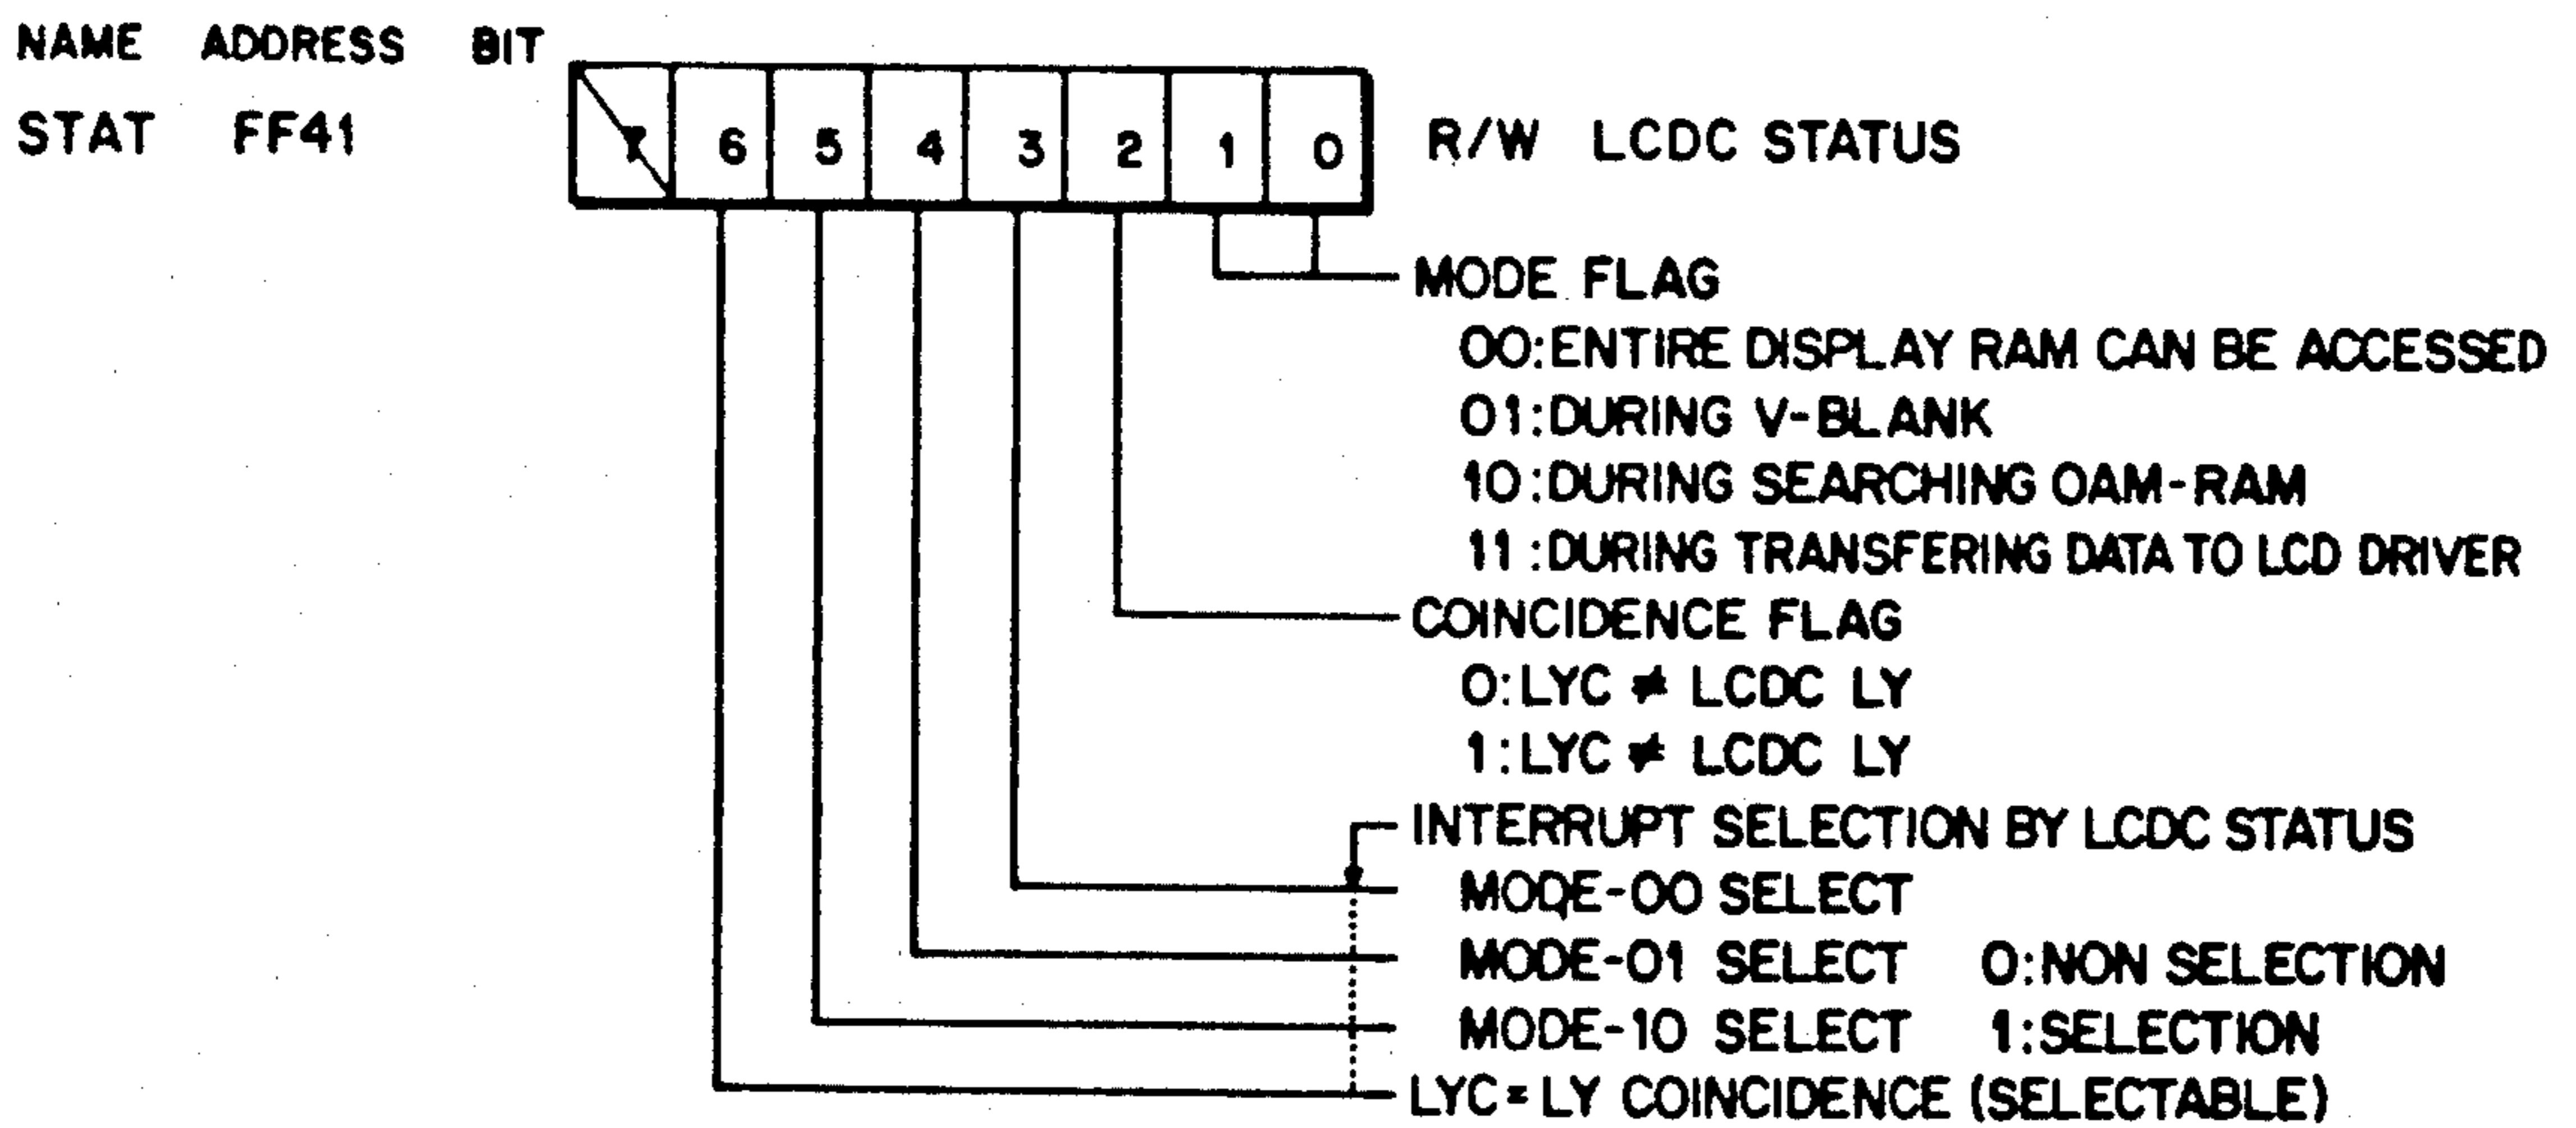 NAME ADDRESS BIT
STAT FF41 7 6 5 4 3 2 1 0 R/W LCDC STATUS
MODE FLAG
00:ENTIRE DISPLAY RAM CAN BE ACCESSED
01:DURING V-BLANK
10:DURING SEARCHING OAM-RAM
11:DURING TRANSFERING DATA TO LCD DRIVER
COINCIDENCE FLAG
0:LYC ≠ LCDC LY
1:LYC ≠ LCDC LY
INTERRUPT SELECTION BY LCDC STATUS
MODE-00 SELECT
MODE-01 SELECT 0:NON SELECTION
MODE-10 SELECT 1:SELECTION
LYC=LY COINCIDENCE (SELECTABLE)